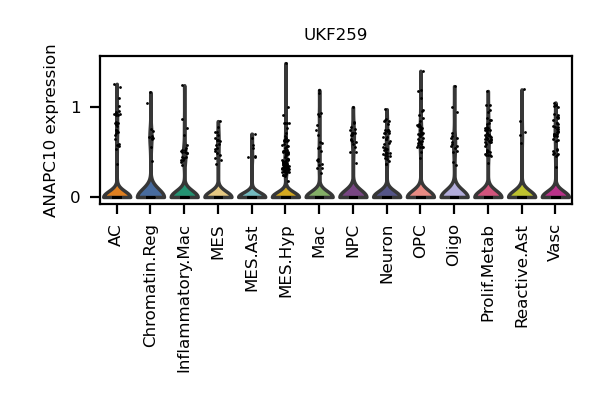 UKF259
ANAPC10 expression
1
0
AC
Chromatin.Reg
Inflammatory.Mac
MES
MES.Ast
MES.Hyp
Mac
NPC
Neuron
OPC
Oligo
Prolif.Metab
Reactive.Ast
Vasc